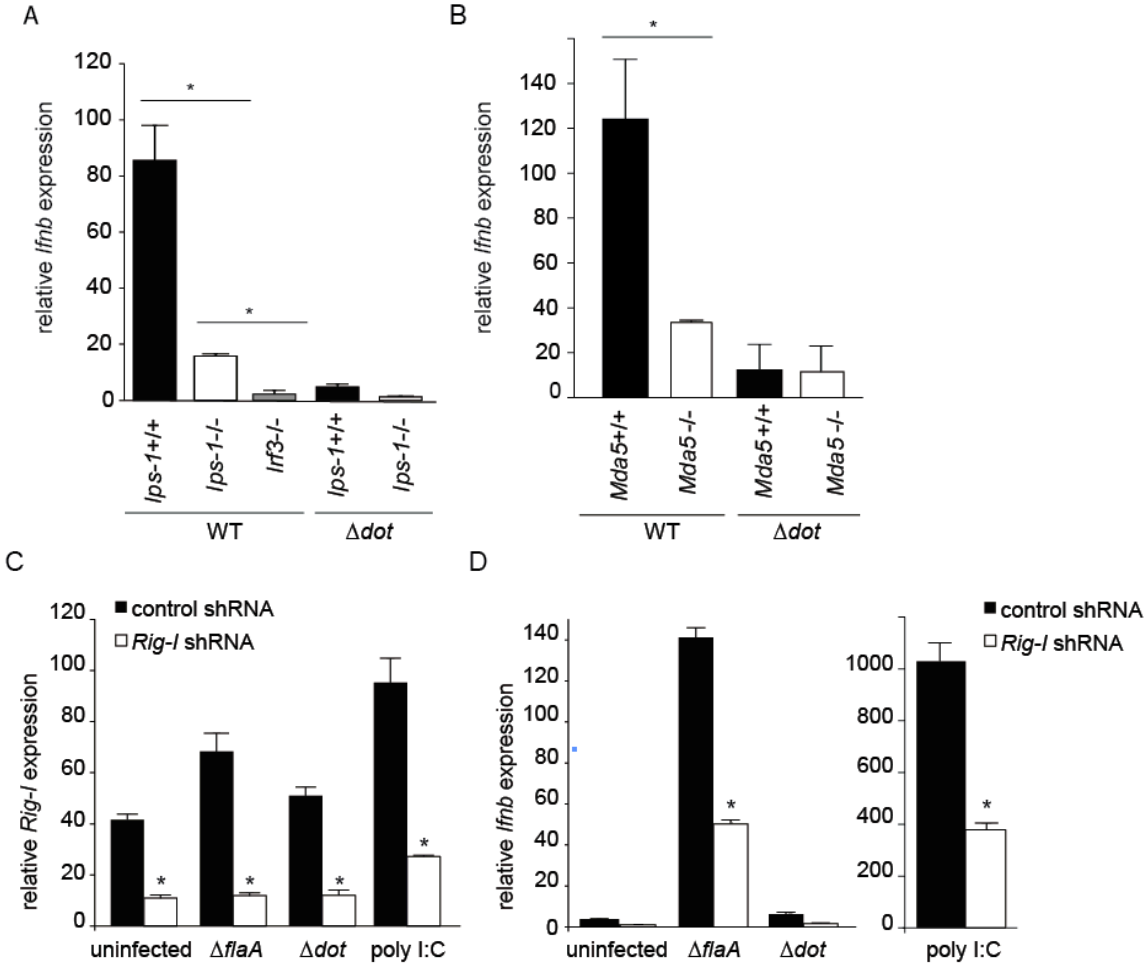 A
relative Ifnb expression
120
100
80
60
40
20
0
*
*
Ips-1+/+
Ips-1-/-
Irf3-/-
Ips-1+/+
Ips-1-/-
WT
Δdot
B
relative Ifnb expression
140
120
100
80
60
40
20
0
*
Mda5+/+
Mda5 -/-
Mda5 +/+
Mda5 -/-
WT
Δdot
C
control shRNA
Rig-I shRNA
relative Rig-I expression
120
100
80
60
40
20
0
*
*
*
*
uninfected
ΔflaA
Δdot
poly I:C
D
control shRNA
Rig-I shRNA
relative Ifnb expression
140
120
100
80
60
40
20
0
*
uninfected
ΔflaA
Δdot
1000
800
600
400
200
0
*
poly I:C